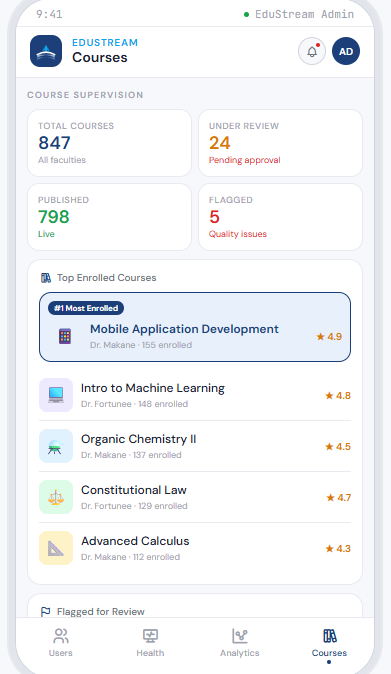 9:41 EduStream Admin
EDUSTREAM
Courses
AD
COURSE SUPERVISION
TOTAL COURSES
847
All faculties
UNDER REVIEW
24
Pending approval
PUBLISHED
798
Live
FLAGGED
5
Quality issues
Top Enrolled Courses
#1 Most Enrolled
Mobile Application Development
Dr. Makane · 155 enrolled
★ 4.9
Intro to Machine Learning
Dr. Fortunee · 148 enrolled
★ 4.8
Organic Chemistry II
Dr. Makane · 137 enrolled
★ 4.5
Constitutional Law
Dr. Fortunee · 129 enrolled
★ 4.7
Advanced Calculus
Dr. Makane · 112 enrolled
★ 4.3
Flagged for Review
Users
Health
Analytics
Courses